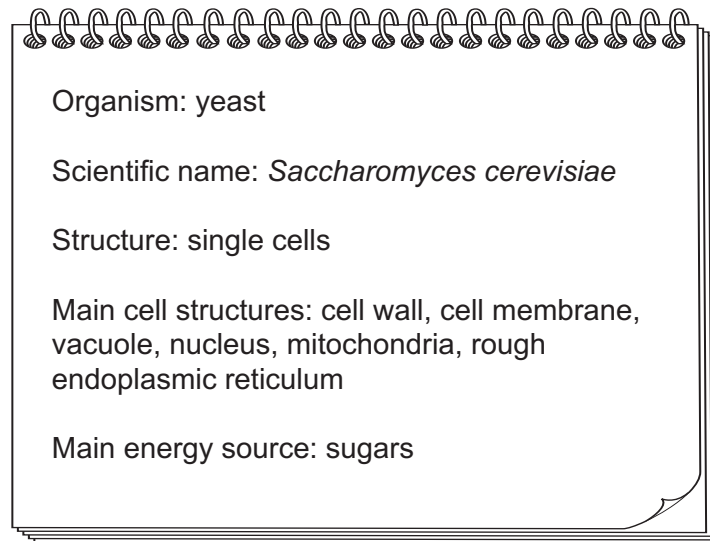 Organism: yeast
Scientific name: Saccharomyces cerevisiae
Structure: single cells
Main cell structures: cell wall, cell membrane,
vacuole, nucleus, mitochondria, rough
endoplasmic reticulum
Main energy source: sugars